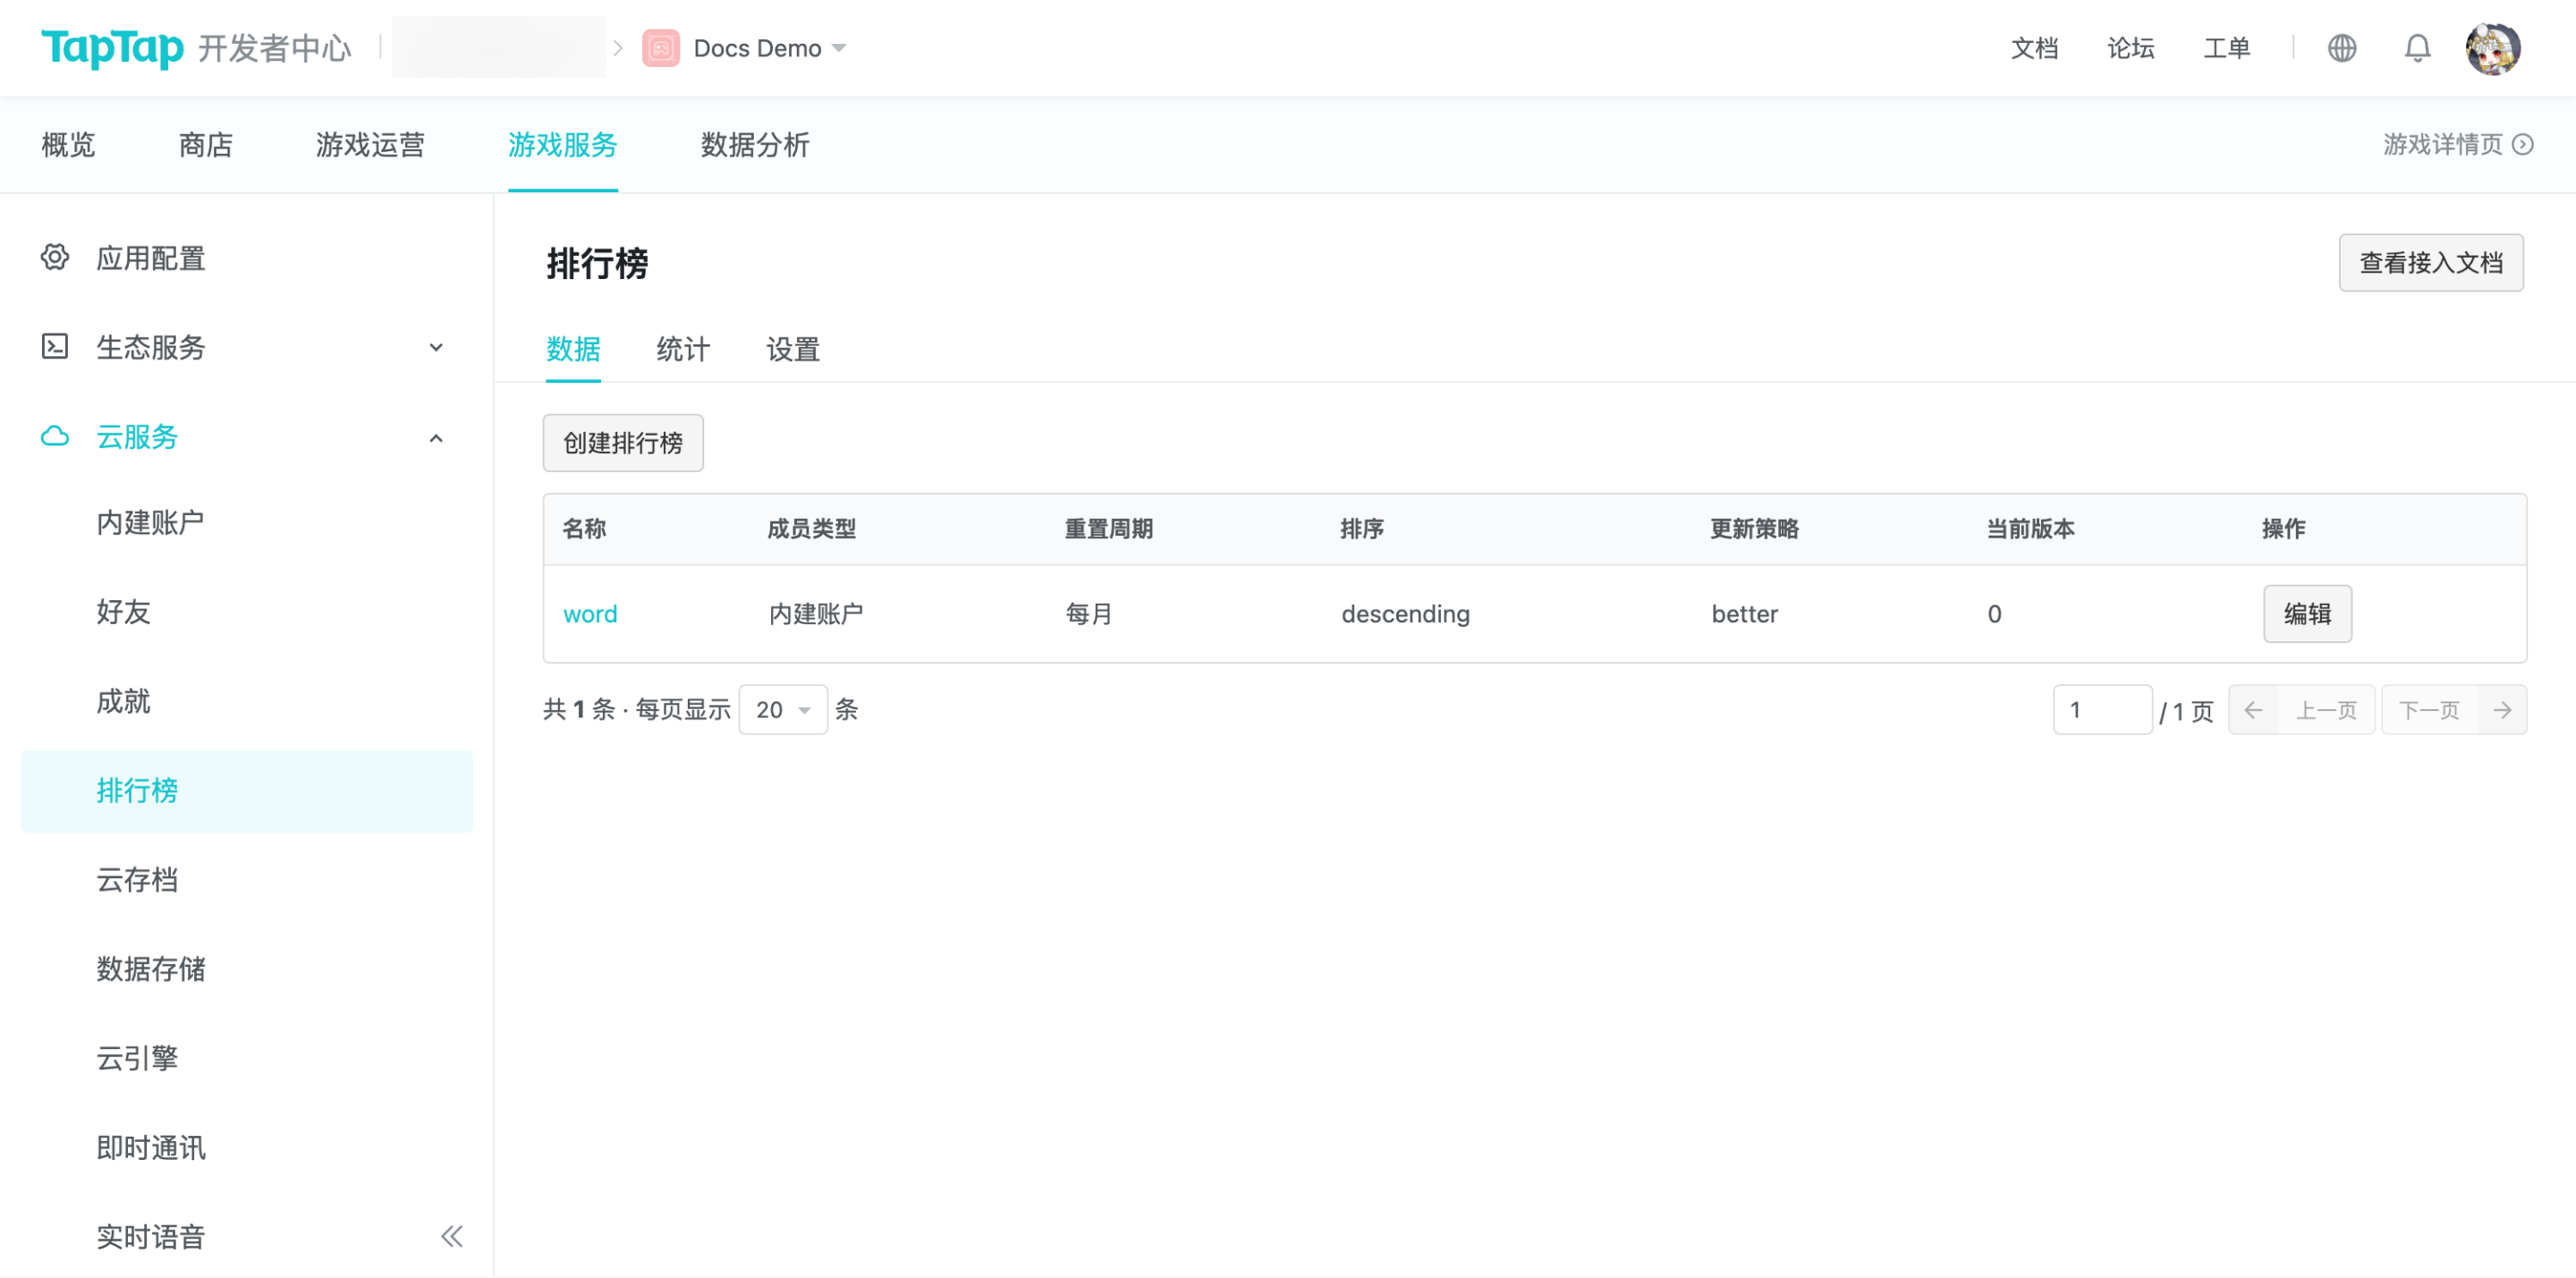 TapTap 开发者中心 Docs Demo 文档 论坛 工单
概览 商店 游戏运营 游戏服务 数据分析 游戏详情页
应用配置
生态服务
云服务
内建账户
好友
成就
排行榜
云存档
数据存储
云引擎
即时通讯
实时语音
排行榜 查看接入文档
数据 统计 设置
创建排行榜
名称 成员类型 重置周期 排序 更新策略 当前版本 操作
word 内建账户 每月 descending better 0 编辑
共 1 条 · 每页显示 20 条 1 / 1 页 上一页 下一页